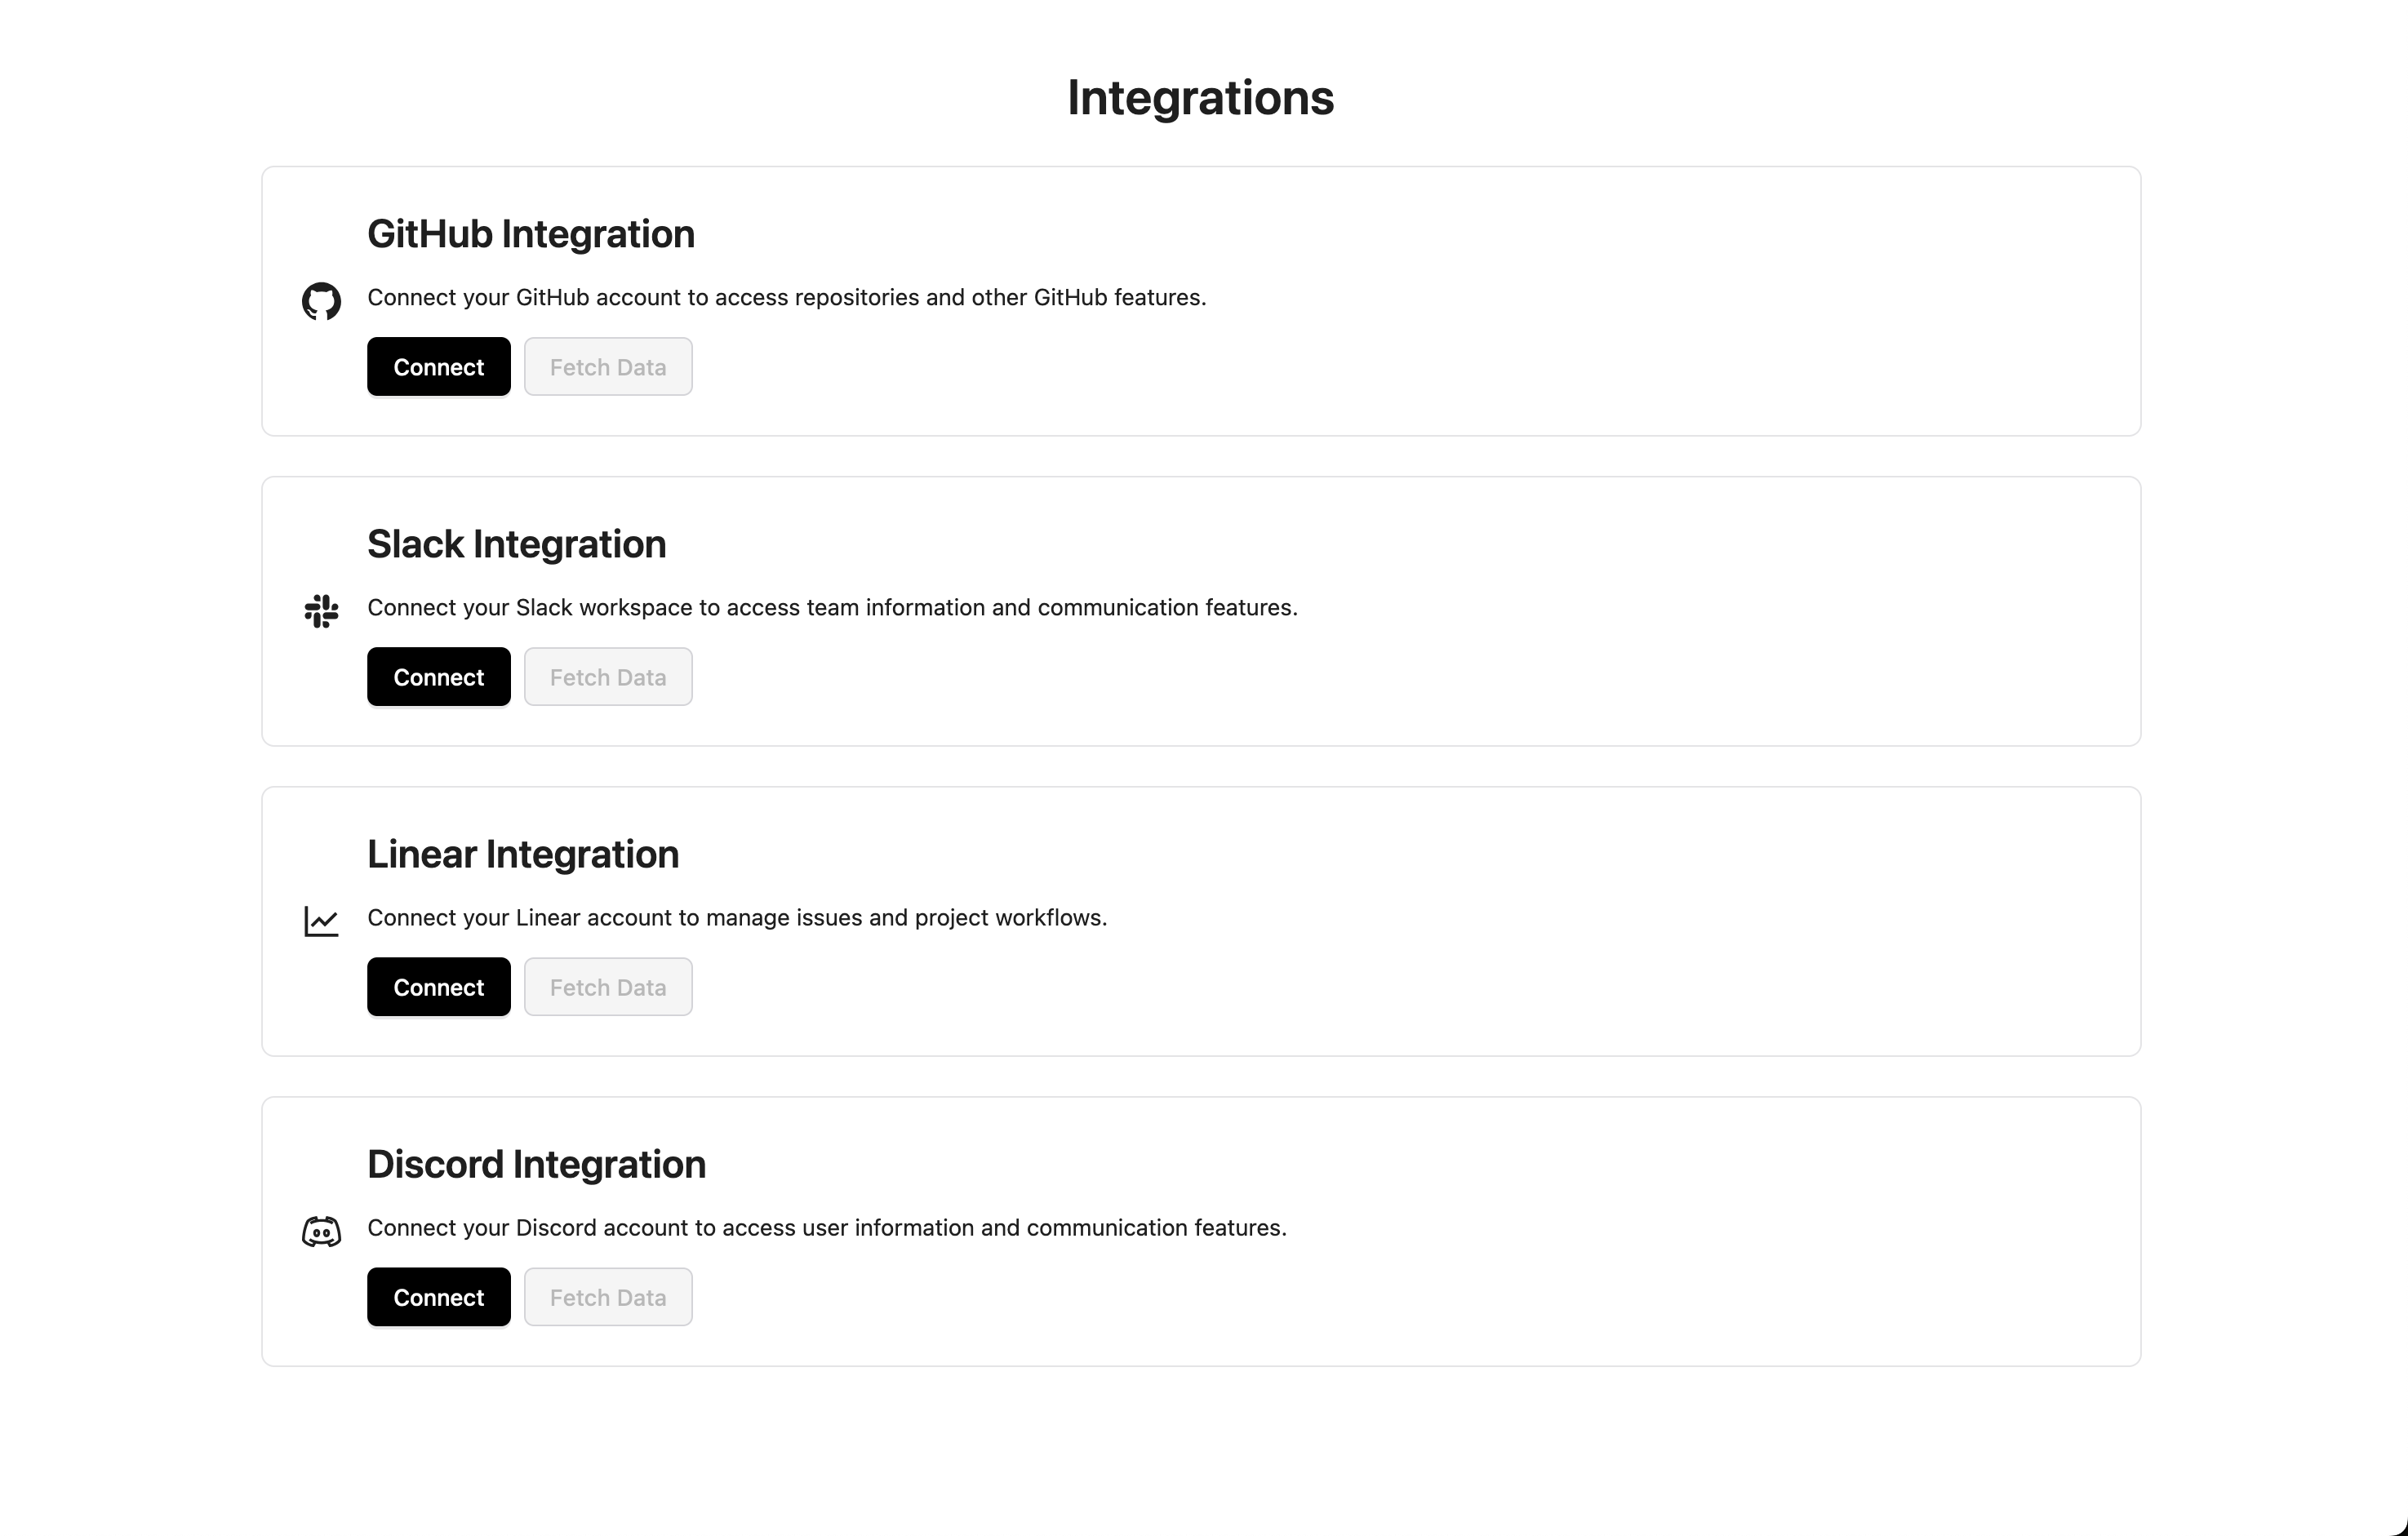 Integrations
GitHub Integration
Connect your GitHub account to access repositories and other GitHub features.
Connect Fetch Data
Slack Integration
Connect your Slack workspace to access team information and communication features.
Connect Fetch Data
Linear Integration
Connect your Linear account to manage issues and project workflows.
Connect Fetch Data
Discord Integration
Connect your Discord account to access user information and communication features.
Connect Fetch Data